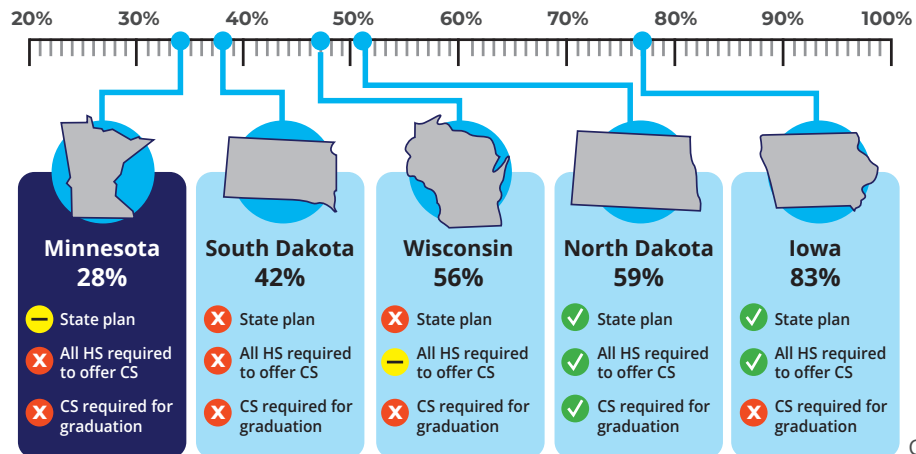 20% 30% 40% 50% 60% 70% 80% 90% 100%
Minnesota
28%
State plan
All HS required
to offer CS
CS required for
graduation
South Dakota
42%
State plan
All HS required
to offer CS
CS required for
graduation
Wisconsin
56%
State plan
All HS required
to offer CS
CS required for
graduation
North Dakota
59%
State plan
All HS required
to offer CS
CS required for
graduation
Iowa
83%
State plan
All HS required
to offer CS
CS required for
graduation